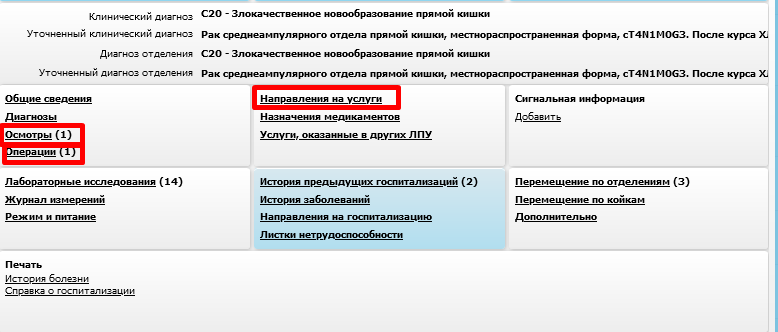 Клинический диагноз C20 - Злокачественное новообразование прямой кишки
Уточненный клинический диагноз Рак среднеампулярного отдела прямой кишки, местнораспространенная форма, cT4N1M0G3. После курса ХЛ
Диагноз отделения C20 - Злокачественное новообразование прямой кишки
Уточненный диагноз отделения Рак среднеампулярного отдела прямой кишки, местнораспространенная форма, cT4N1M0G3. После курса ХЛ
Общие сведения
Диагнозы
Осмотры (1)
Операции (1)
Направления на услуги
Назначения медикаментов
Услуги, оказанные в других ЛПУ
Сигнальная информация
Добавить
Лабораторные исследования (14)
Журнал измерений
Режим и питание
История предыдущих госпитализаций (2)
История заболеваний
Направления на госпитализацию
Листки нетрудоспособности
Перемещение по отделениям (3)
Перемещение по койкам
Дополнительно
Печать
История болезни
Справка о госпитализации